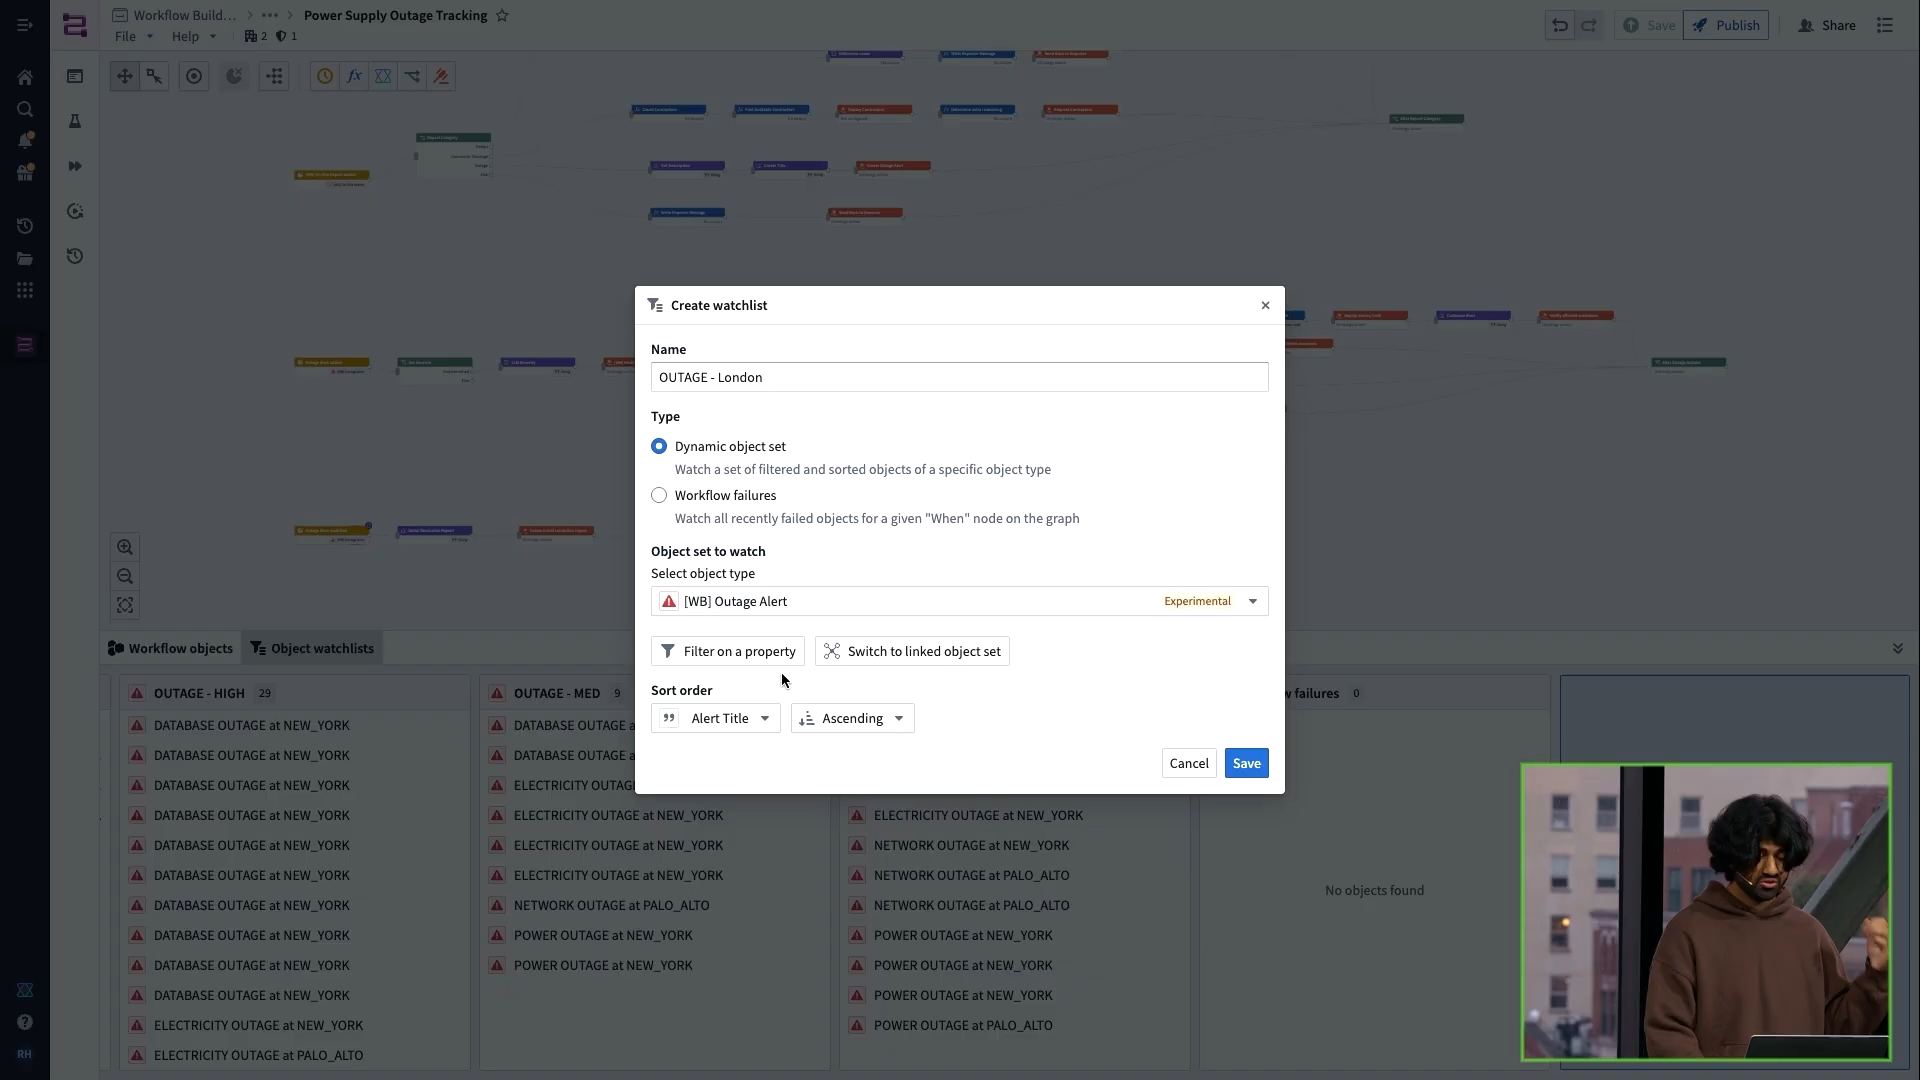 Workflow Build...
Power Supply Outage Tracking
File
Help
2
1
Save
Publish
Share
fx
Create watchlist
Name
OUTAGE - London
Type
Dynamic object set
Watch a set of filtered and sorted objects of a specific object type
Workflow failures
Watch all recently failed objects for a given "When" node on the graph
Object set to watch
Select object type
[WB] Outage Alert
Experimental
Filter on a property
Switch to linked object set
Sort order
Alert Title
Ascending
Cancel
Save
Workflow objects
Object watchlists
OUTAGE - HIGH 29
DATABASE OUTAGE at NEW_YORK
DATABASE OUTAGE at NEW_YORK
DATABASE OUTAGE at NEW_YORK
DATABASE OUTAGE at NEW_YORK
DATABASE OUTAGE at NEW_YORK
DATABASE OUTAGE at NEW_YORK
DATABASE OUTAGE at NEW_YORK
DATABASE OUTAGE at NEW_YORK
DATABASE OUTAGE at NEW_YORK
DATABASE OUTAGE at NEW_YORK
ELECTRICITY OUTAGE at NEW_YORK
ELECTRICITY OUTAGE at PALO_ALTO
OUTAGE - MED 9
DATABASE OUTAGE a
DATABASE OUTAGE a
ELECTRICITY OUTAG
ELECTRICITY OUTAGE at NEW_YORK
ELECTRICITY OUTAGE at NEW_YORK
ELECTRICITY OUTAGE at NEW_YORK
NETWORK OUTAGE at PALO_ALTO
POWER OUTAGE at NEW_YORK
POWER OUTAGE at NEW_YORK
ELECTRICITY OUTAGE at NEW_YORK
NETWORK OUTAGE at NEW_YORK
NETWORK OUTAGE at PALO_ALTO
NETWORK OUTAGE at PALO_ALTO
POWER OUTAGE at NEW_YORK
POWER OUTAGE at NEW_YORK
POWER OUTAGE at NEW_YORK
POWER OUTAGE at PALO_ALTO
w failures 0
No objects found
RH